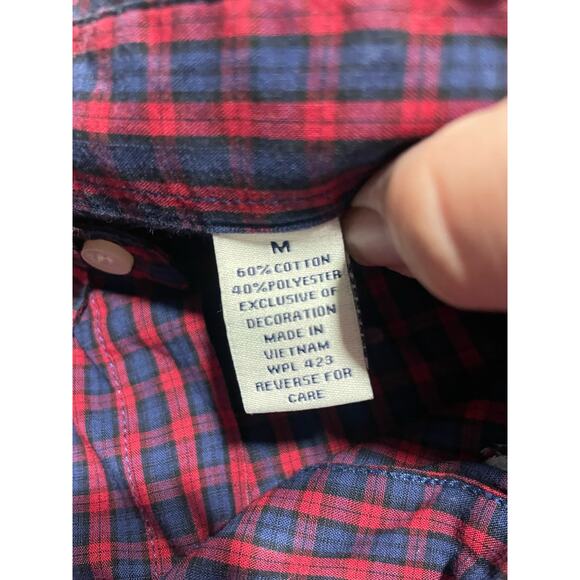 M
60% COTTON
40% POLYESTER
EXCLUSIVE OF
DECORATION
MADE IN
VIETNAM
WPL 423
REVERSE FOR
CARE